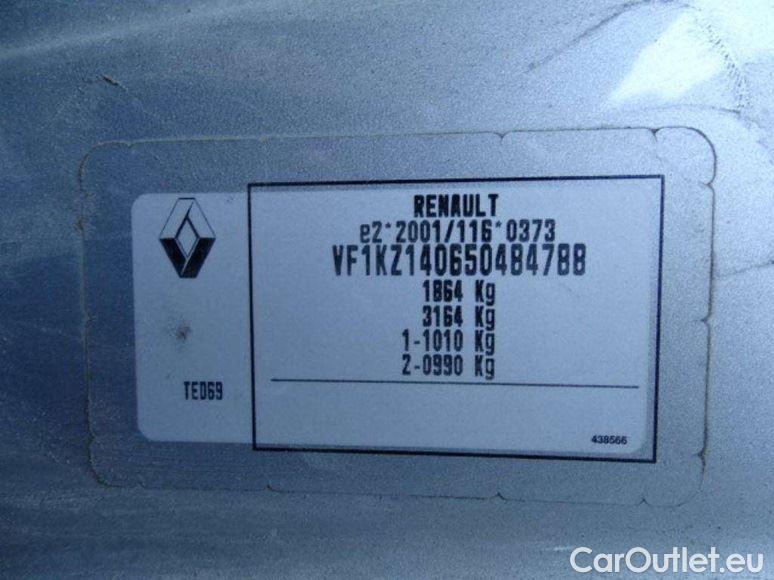 RENAULT
e2*2001/116*0373
VF1KZ140650484788
1864 Kg
3164 Kg
1-1010 Kg
2-0990 Kg
TED69
438566
CarOutlet.eu